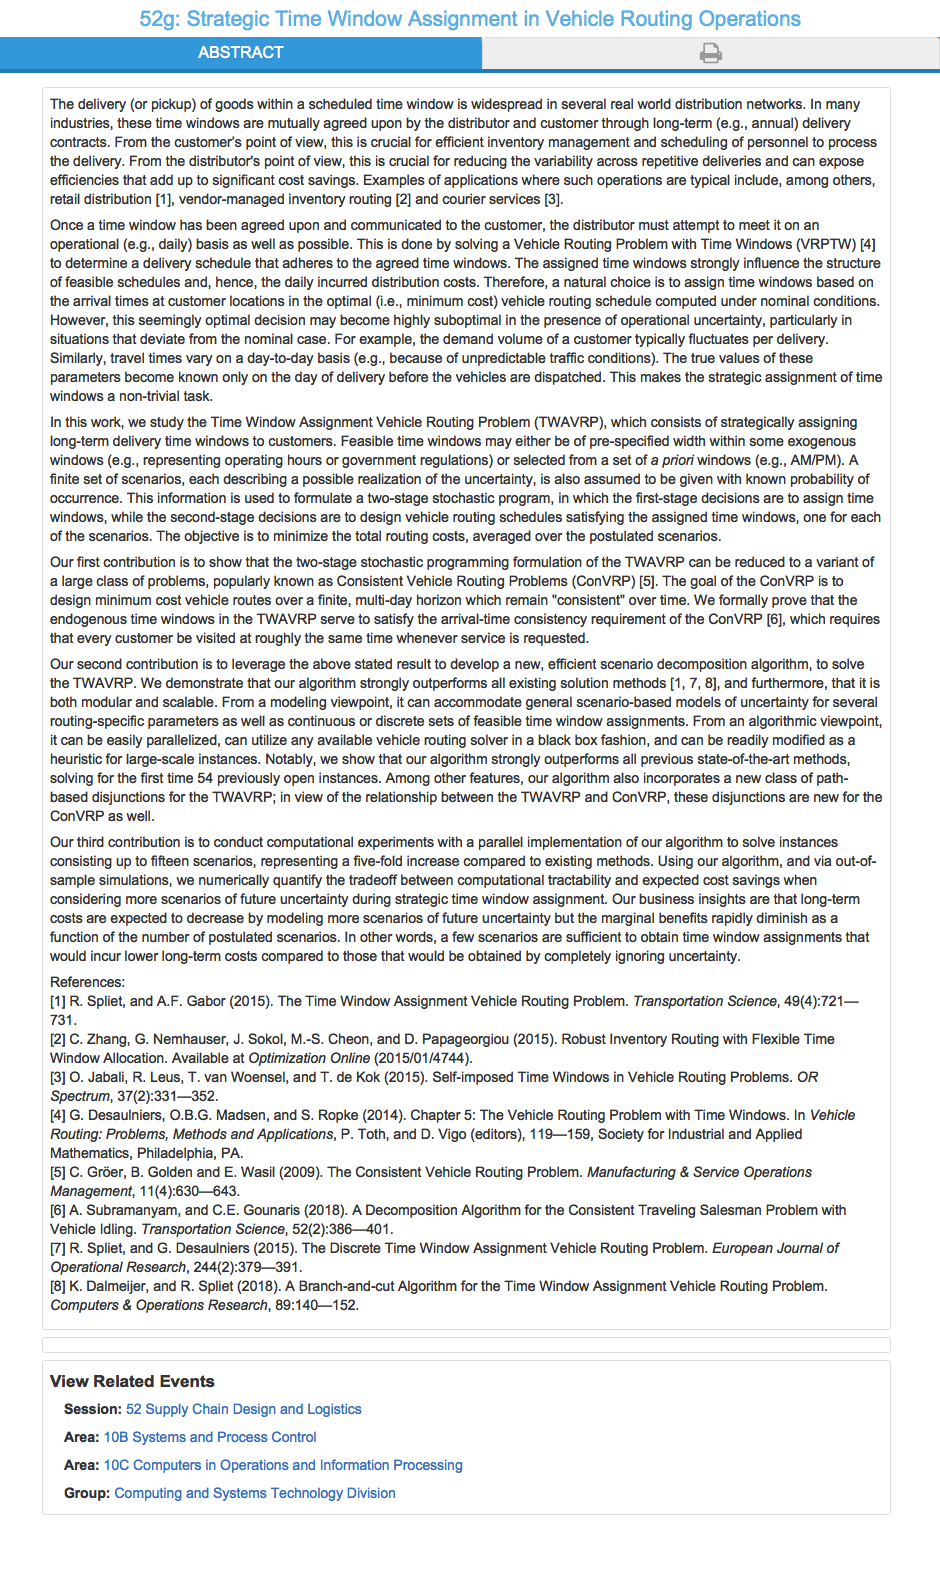 52g: Strategic Time Window Assignment in Vehicle Routing Operations
ABSTRACT
The delivery (or pickup) of goods within a scheduled time window is widespread in several real world distribution networks. In many
industries, these time windows are mutually agreed upon by the distributor and customer through long-term (e.g., annual) delivery
contracts. From the customer's point of view, this is crucial for efficient inventory management and scheduling of personnel to process
the delivery. From the distributor's point of view, this is crucial for reducing the variability across repetitive deliveries and can expose
efficiencies that add up to significant cost savings. Examples of applications where such operations are typical include, among others,
retail distribution [1], vendor-managed inventory routing [2] and courier services [3].
Once a time window has been agreed upon and communicated to the customer, the distributor must attempt to meet it on an
operational (e.g., daily) basis as well as possible. This is done by solving a Vehicle Routing Problem with Time Windows (VRPTW) [4]
to determine a delivery schedule that adheres to the agreed time windows. The assigned time windows strongly influence the structure
of feasible schedules and, hence, the daily incurred distribution costs. Therefore, a natural choice is to assign time windows based on
the arrival times at customer locations in the optimal (i.e., minimum cost) vehicle routing schedule computed under nominal conditions.
However, this seemingly optimal decision may become highly suboptimal in the presence of operational uncertainty, particularly in
situations that deviate from the nominal case. For example, the demand volume of a customer typically fluctuates per delivery.
Similarly, travel times vary on a day-to-day basis (e.g., because of unpredictable traffic conditions). The true values of these
parameters become known only on the day of delivery before the vehicles are dispatched. This makes the strategic assignment of time
windows a non-trivial task.
In this work, we study the Time Window Assignment Vehicle Routing Problem (TWAVRP), which consists of strategically assigning
long-term delivery time windows to customers. Feasible time windows may either be of pre-specified width within some exogenous
windows (e.g., representing operating hours or government regulations) or selected from a set of a priori windows (e.g., AM/PM). A
finite set of scenarios, each describing a possible realization of the uncertainty, is also assumed to be given with known probability of
occurrence. This information is used to formulate a two-stage stochastic program, in which the first-stage decisions are to assign time
windows, while the second-stage decisions are to design vehicle routing schedules satisfying the assigned time windows, one for each
of the scenarios. The objective is to minimize the total routing costs, averaged over the postulated scenarios.
Our first contribution is to show that the two-stage stochastic programming formulation of the TWAVRP can be reduced to a variant of
a large class of problems, popularly known as Consistent Vehicle Routing Problems (ConVRP) [5]. The goal of the ConVRP is to
design minimum cost vehicle routes over a finite, multi-day horizon which remain "consistent" over time. We formally prove that the
endogenous time windows in the TWAVRP serve to satisfy the arrival-time consistency requirement of the ConVRP [6], which requires
that every customer be visited at roughly the same time whenever service is requested.
Our second contribution is to leverage the above stated result to develop a new, efficient scenario decomposition algorithm, to solve
the TWAVRP. We demonstrate that our algorithm strongly outperforms all existing solution methods [1, 7, 8], and furthermore, that it is
both modular and scalable. From a modeling viewpoint, it can accommodate general scenario-based models of uncertainty for several
routing-specific parameters as well as continuous or discrete sets of feasible time window assignments. From an algorithmic viewpoint,
it can be easily parallelized, can utilize any available vehicle routing solver in a black box fashion, and can be readily modified as a
heuristic for large-scale instances. Notably, we show that our algorithm strongly outperforms all previous state-of-the-art methods,
solving for the first time 54 previously open instances. Among other features, our algorithm also incorporates a new class of path-
based disjunctions for the TWAVRP; in view of the relationship between the TWAVRP and ConVRP, these disjunctions are new for the
ConVRP as well.
Our third contribution is to conduct computational experiments with a parallel implementation of our algorithm to solve instances
consisting up to fifteen scenarios, representing a five-fold increase compared to existing methods. Using our algorithm, and via out-of-
sample simulations, we numerically quantify the tradeoff between computational tractability and expected cost savings when
considering more scenarios of future uncertainty during strategic time window assignment. Our business insights are that long-term
costs are expected to decrease by modeling more scenarios of future uncertainty but the marginal benefits rapidly diminish as a
function of the number of postulated scenarios. In other words, a few scenarios are sufficient to obtain time window assignments that
would incur lower long-term costs compared to those that would be obtained by completely ignoring uncertainty.
References:
[1] R. Spliet, and A.F. Gabor (2015). The Time Window Assignment Vehicle Routing Problem. Transportation Science, 49(4):721—
731.
[2] C. Zhang, G. Nemhauser, J. Sokol, M.-S. Cheon, and D. Papageorgiou (2015). Robust Inventory Routing with Flexible Time
Window Allocation. Available at Optimization Online (2015/01/4744).
[3] O. Jabali, R. Leus, T. van Woensel, and T. de Kok (2015). Self-imposed Time Windows in Vehicle Routing Problems. OR
Spectrum, 37(2):331—352.
[4] G. Desaulniers, O.B.G. Madsen, and S. Ropke (2014). Chapter 5: The Vehicle Routing Problem with Time Windows. In Vehicle
Routing: Problems, Methods and Applications, P. Toth, and D. Vigo (editors), 119—159, Society for Industrial and Applied
Mathematics, Philadelphia, PA.
[5] C. Gröer, B. Golden and E. Wasil (2009). The Consistent Vehicle Routing Problem. Manufacturing & Service Operations
Management, 11(4):630—643.
[6] A. Subramanyam, and C.E. Gounaris (2018). A Decomposition Algorithm for the Consistent Traveling Salesman Problem with
Vehicle Idling. Transportation Science, 52(2):386—401.
[7] R. Spliet, and G. Desaulniers (2015). The Discrete Time Window Assignment Vehicle Routing Problem. European Journal of
Operational Research, 244(2):379—391.
[8] K. Dalmeijer, and R. Spliet (2018). A Branch-and-cut Algorithm for the Time Window Assignment Vehicle Routing Problem.
Computers & Operations Research, 89:140—152.
View Related Events
Session: 52 Supply Chain Design and Logistics
Area: 10B Systems and Process Control
Area: 10C Computers in Operations and Information Processing
Group: Computing and Systems Technology Division